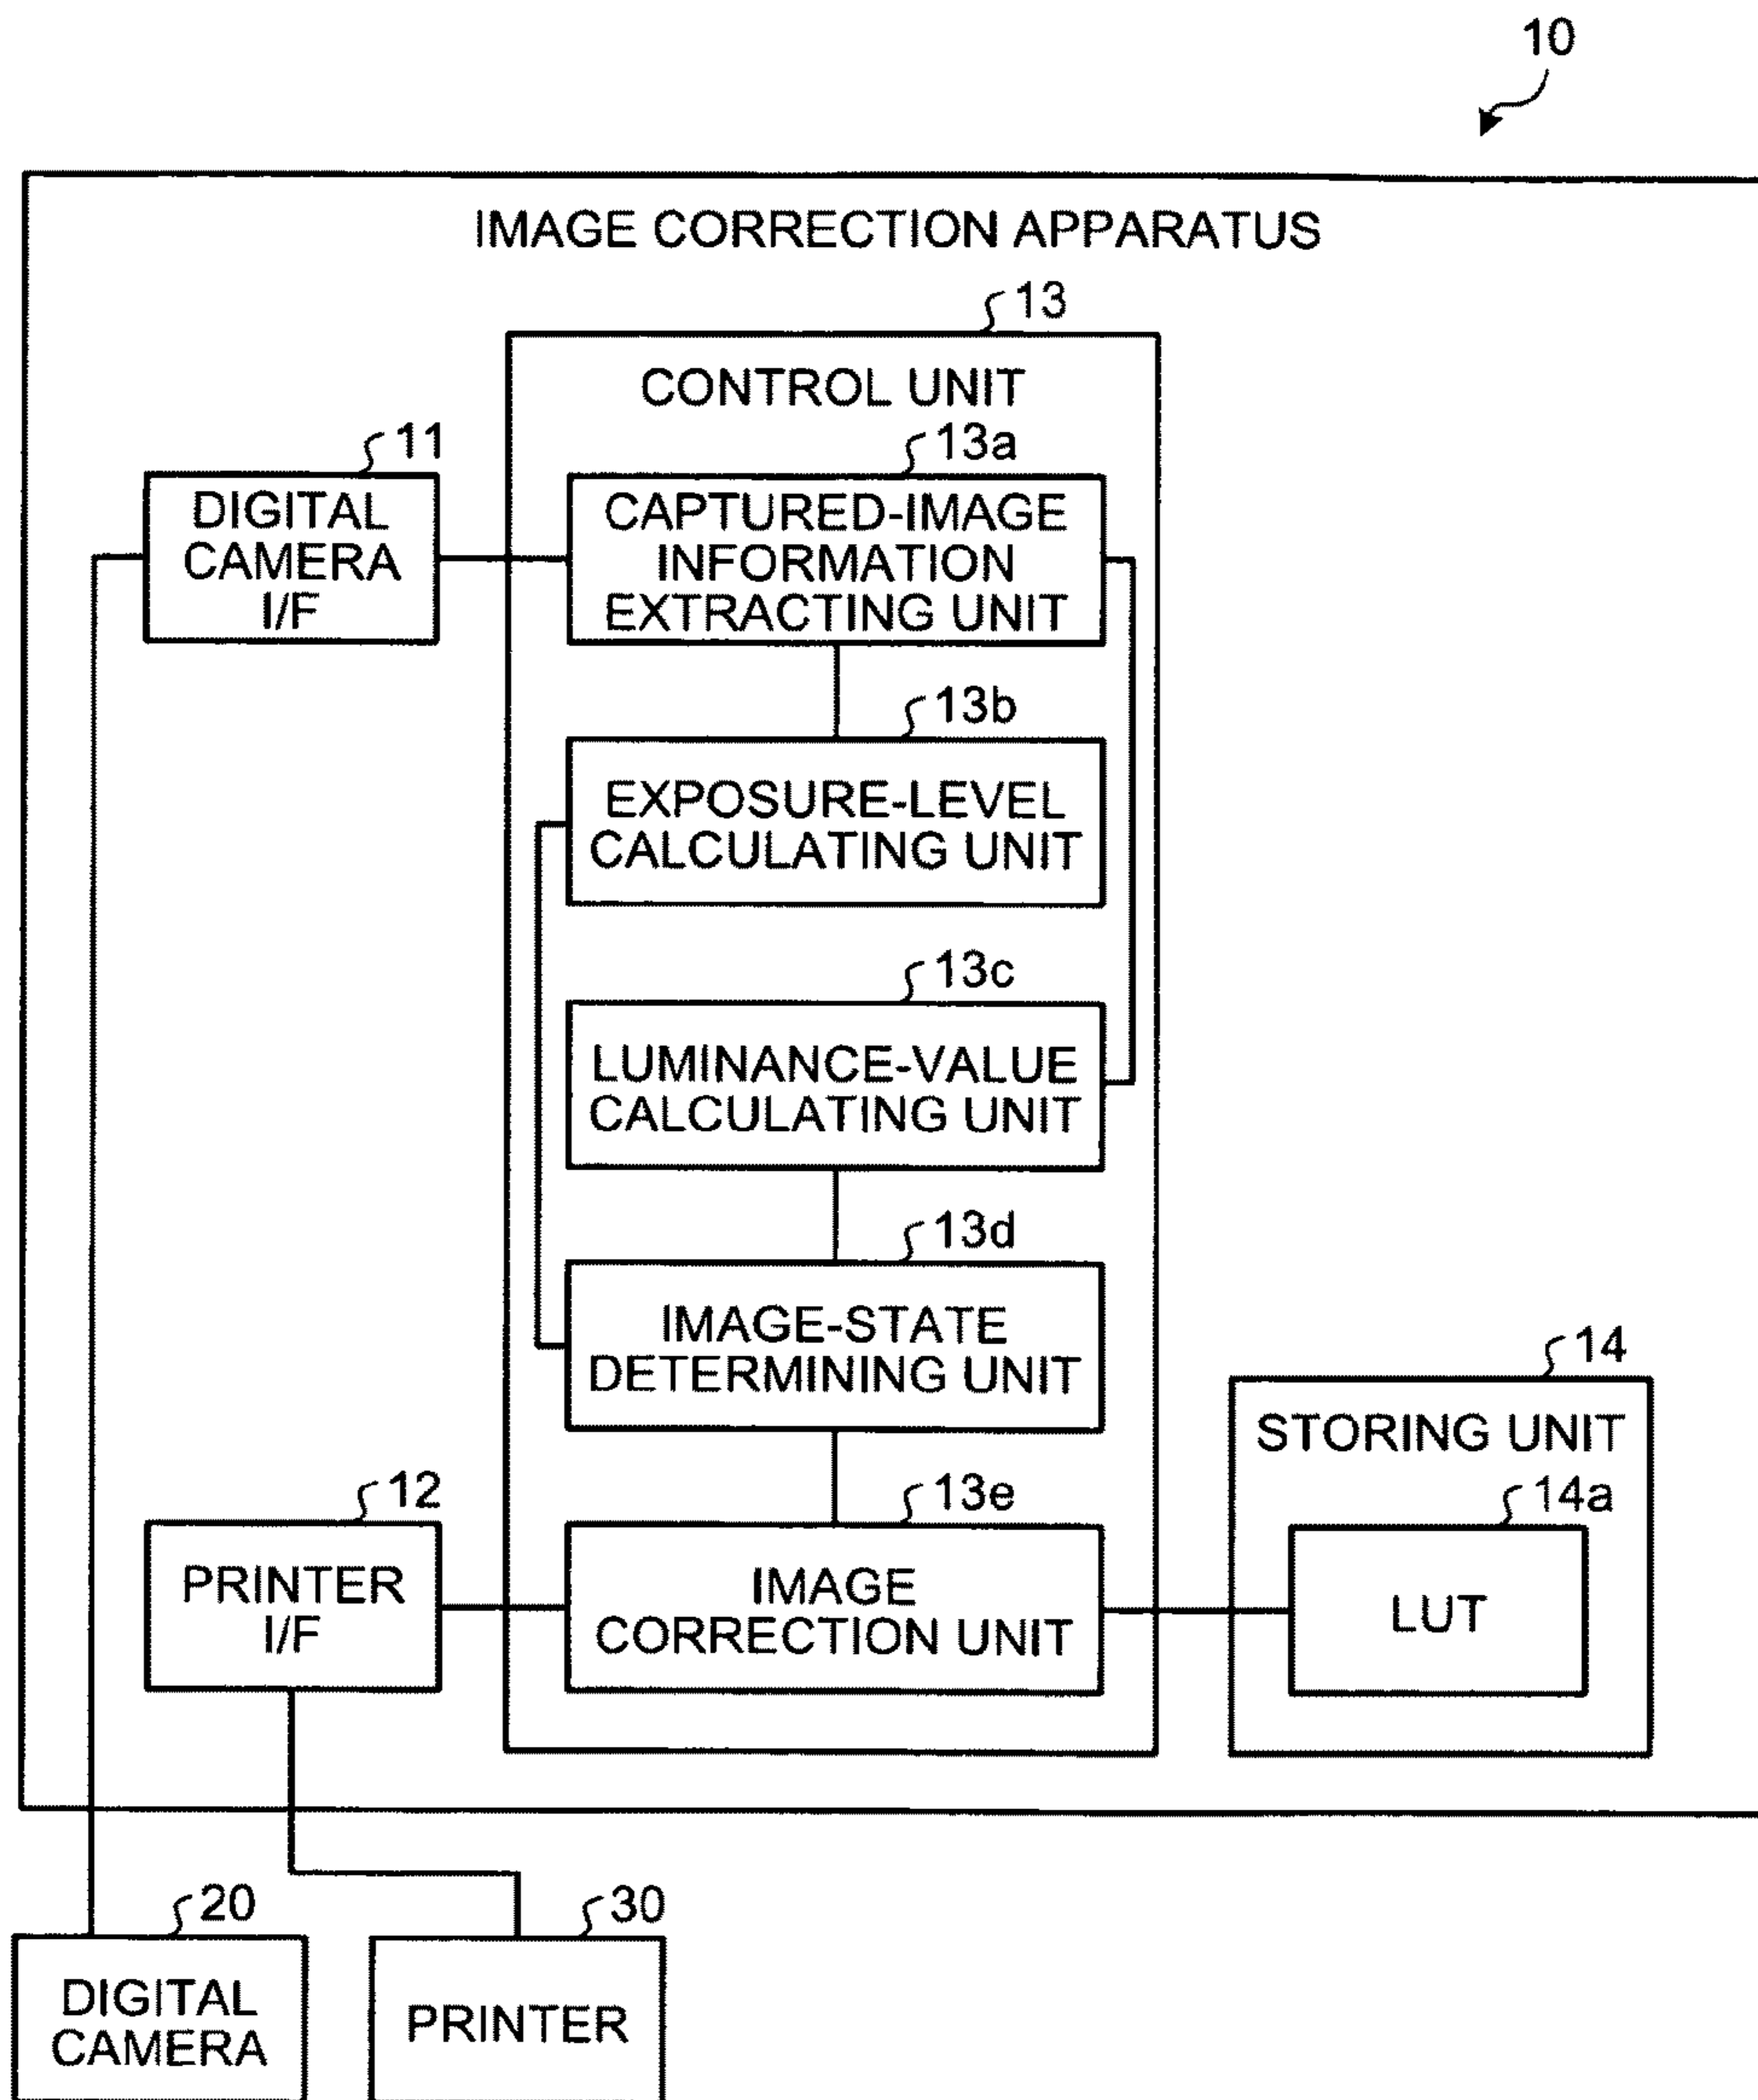 10
IMAGE CORRECTION APPARATUS
13
CONTROL UNIT
11
DIGITAL
CAMERA
I/F
13a
CAPTURED-IMAGE
INFORMATION
EXTRACTING UNIT
13b
EXPOSURE-LEVEL
CALCULATING UNIT
13c
LUMINANCE-VALUE
CALCULATING UNIT
13d
IMAGE-STATE
DETERMINING UNIT
14
STORING UNIT
12
PRINTER
I/F
13e
IMAGE
CORRECTION UNIT
14a
LUT
20
DIGITAL
CAMERA
30
PRINTER